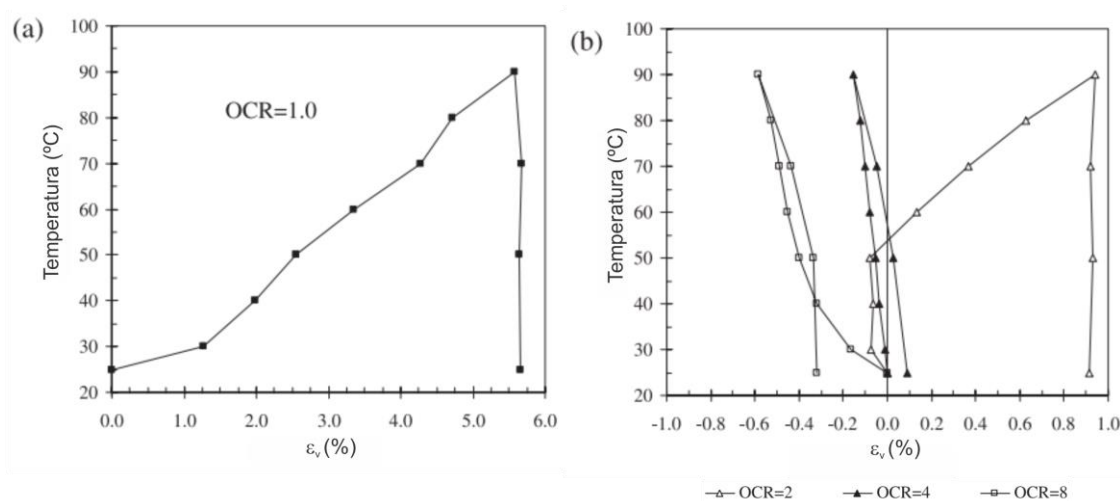 (a)
100
90
80
70
60
50
40
30
20
Temperatura (ºC)
OCR=1.0
0.0 1.0 2.0 3.0 4.0 5.0 6.0
εᵥ(%)
(b)
100
90
80
70
60
50
40
30
20
Temperatura (ºC)
-1.0 -0.8 -0.6 -0.4 -0.2 0.0 0.2 0.4 0.6 0.8 1.0
εᵥ(%)
OCR=2 OCR=4 OCR=8